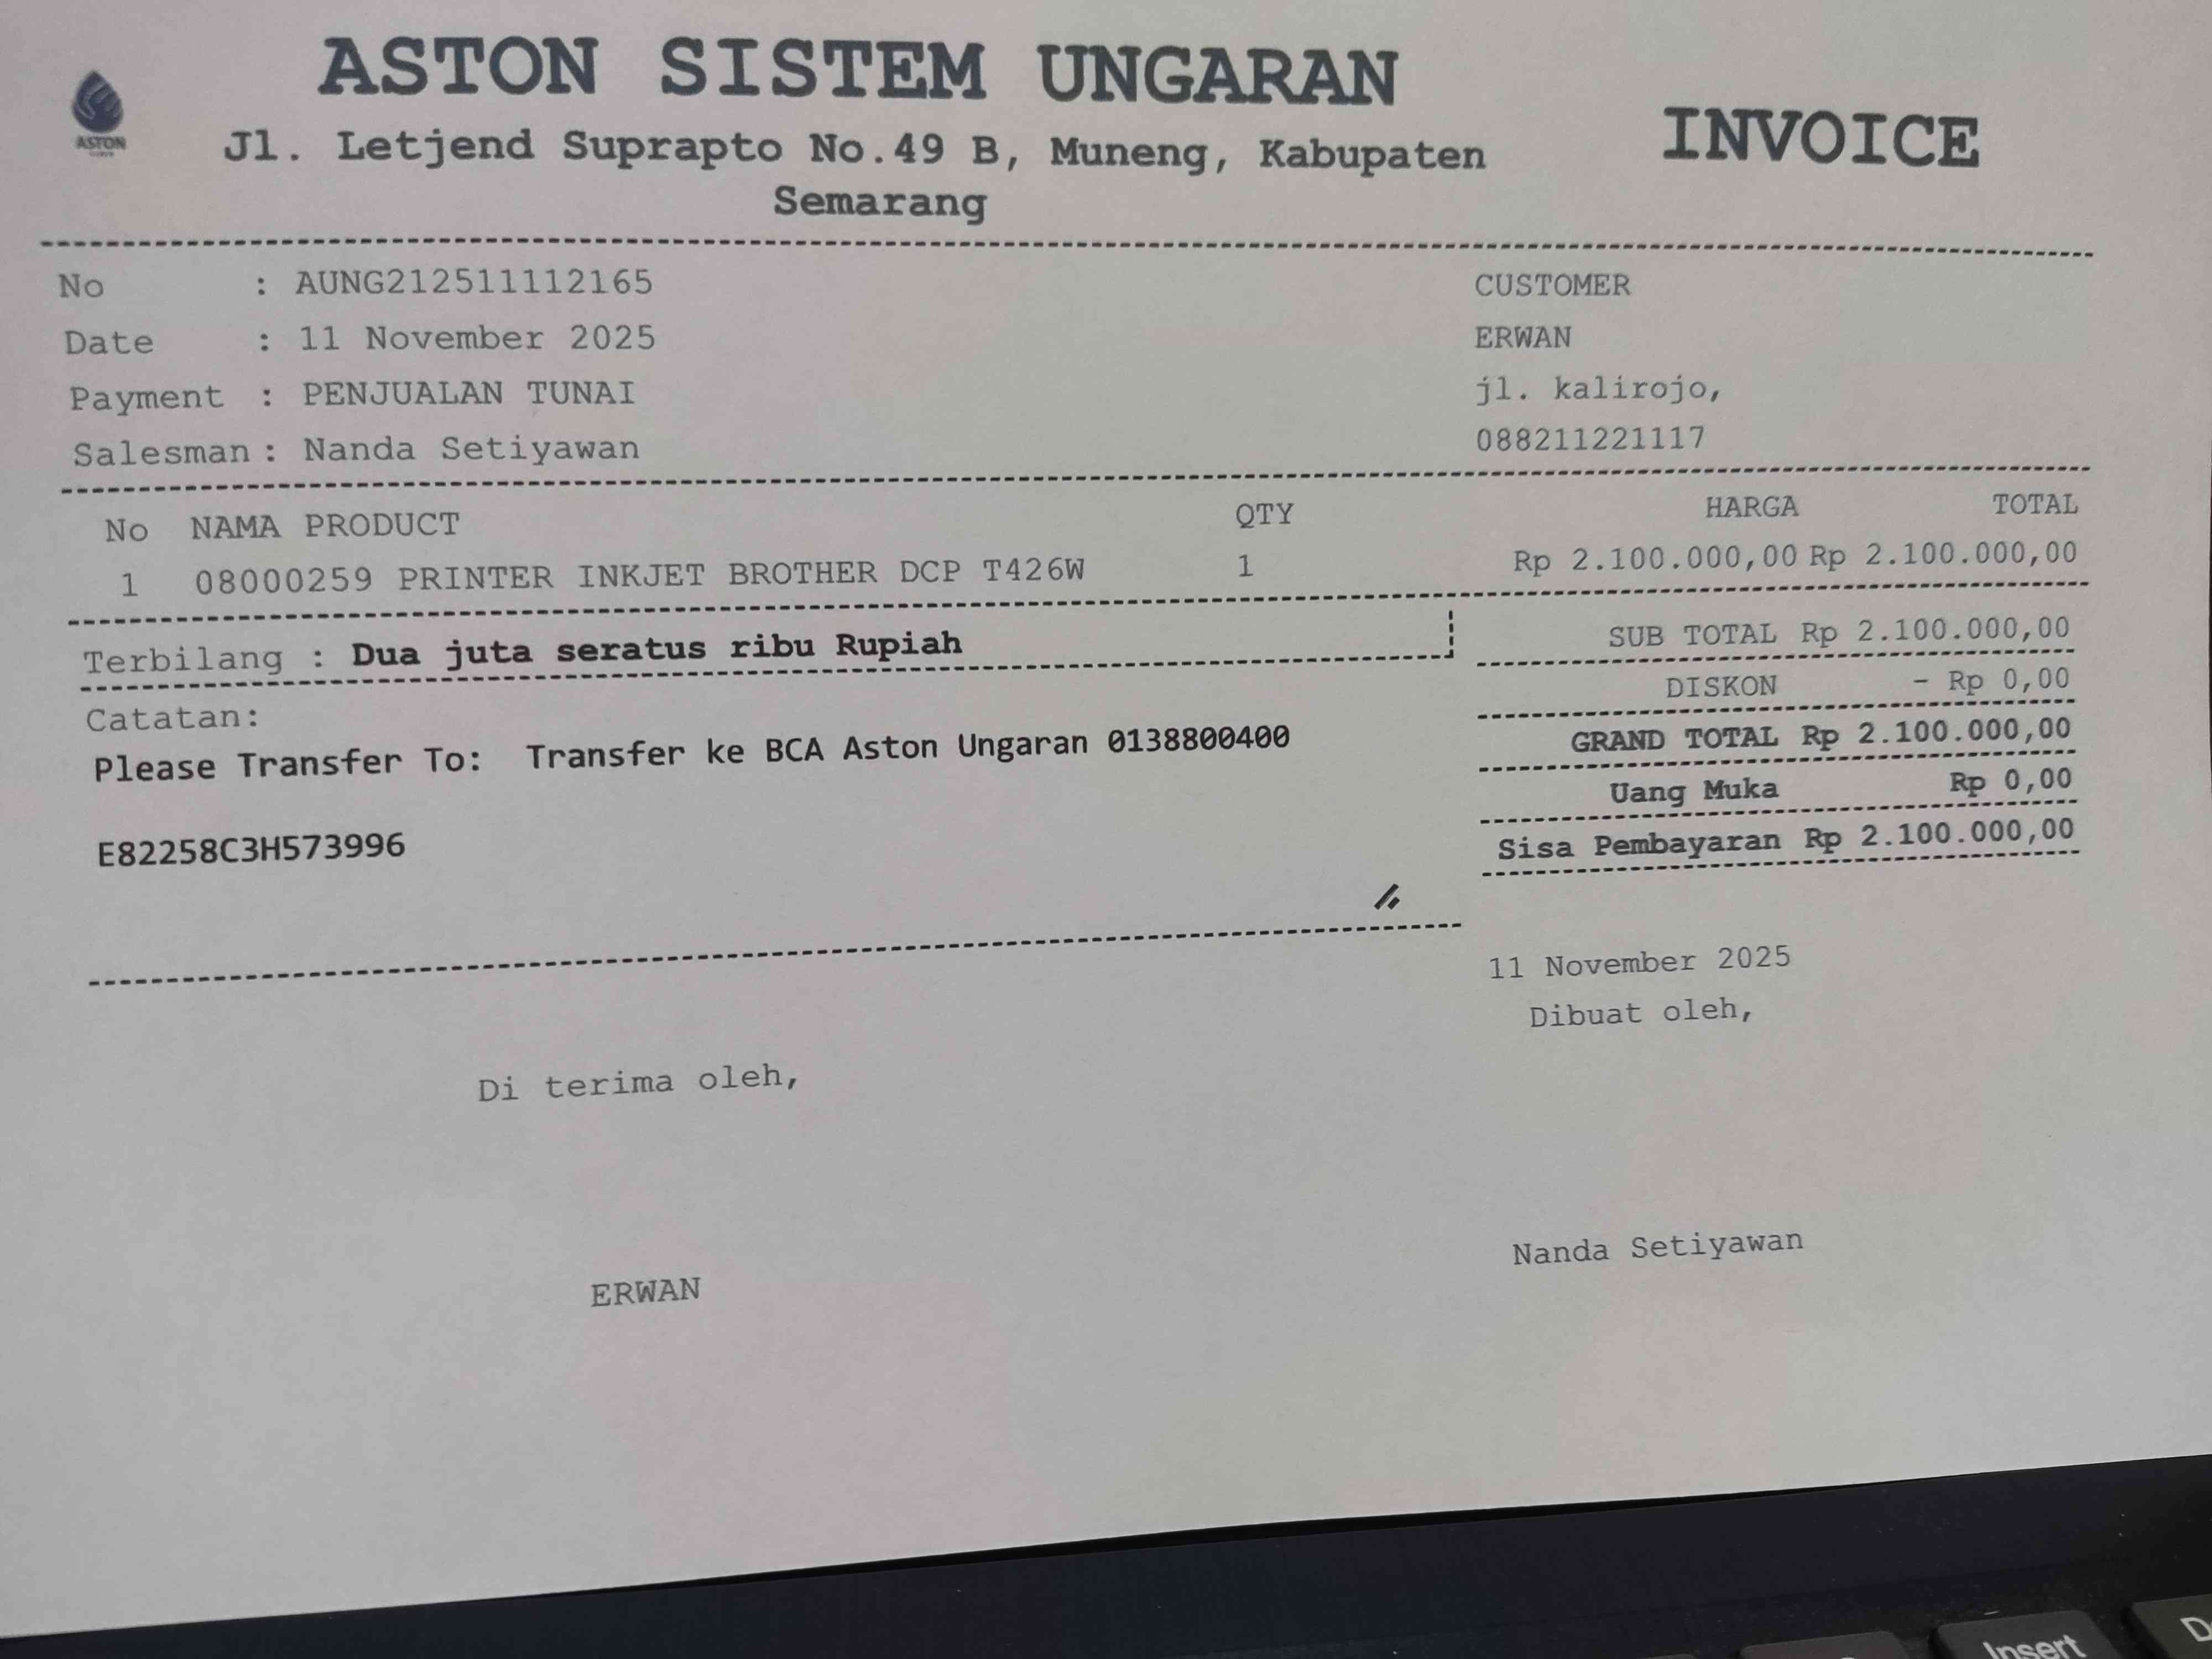 ASTON SISTEM UNGARAN
INVOICE
ASTON
Jl. Letjend Suprapto No.49 B, Muneng, Kabupaten
Semarang
No : AUNG212511112165
Date : 11 November 2025
Payment : PENJUALAN TUNAI
Salesman : Nanda Setiyawan
CUSTOMER
ERWAN
jl. kalirojo,
088211221117
No NAMA PRODUCT QTY HARGA TOTAL
1 08000259 PRINTER INKJET BROTHER DCP T426W 1 Rp 2.100.000,00 Rp 2.100.000,00
Terbilang : Dua juta seratus ribu Rupiah
Catatan:
Please Transfer To: Transfer ke BCA Aston Ungaran 0138800400
E82258C3H573996
SUB TOTAL Rp 2.100.000,00
DISKON - Rp 0,00
GRAND TOTAL Rp 2.100.000,00
Uang Muka Rp 0,00
Sisa Pembayaran Rp 2.100.000,00
11 November 2025
Dibuat oleh,
Di terima oleh,
Nanda Setiyawan
ERWAN
Insert